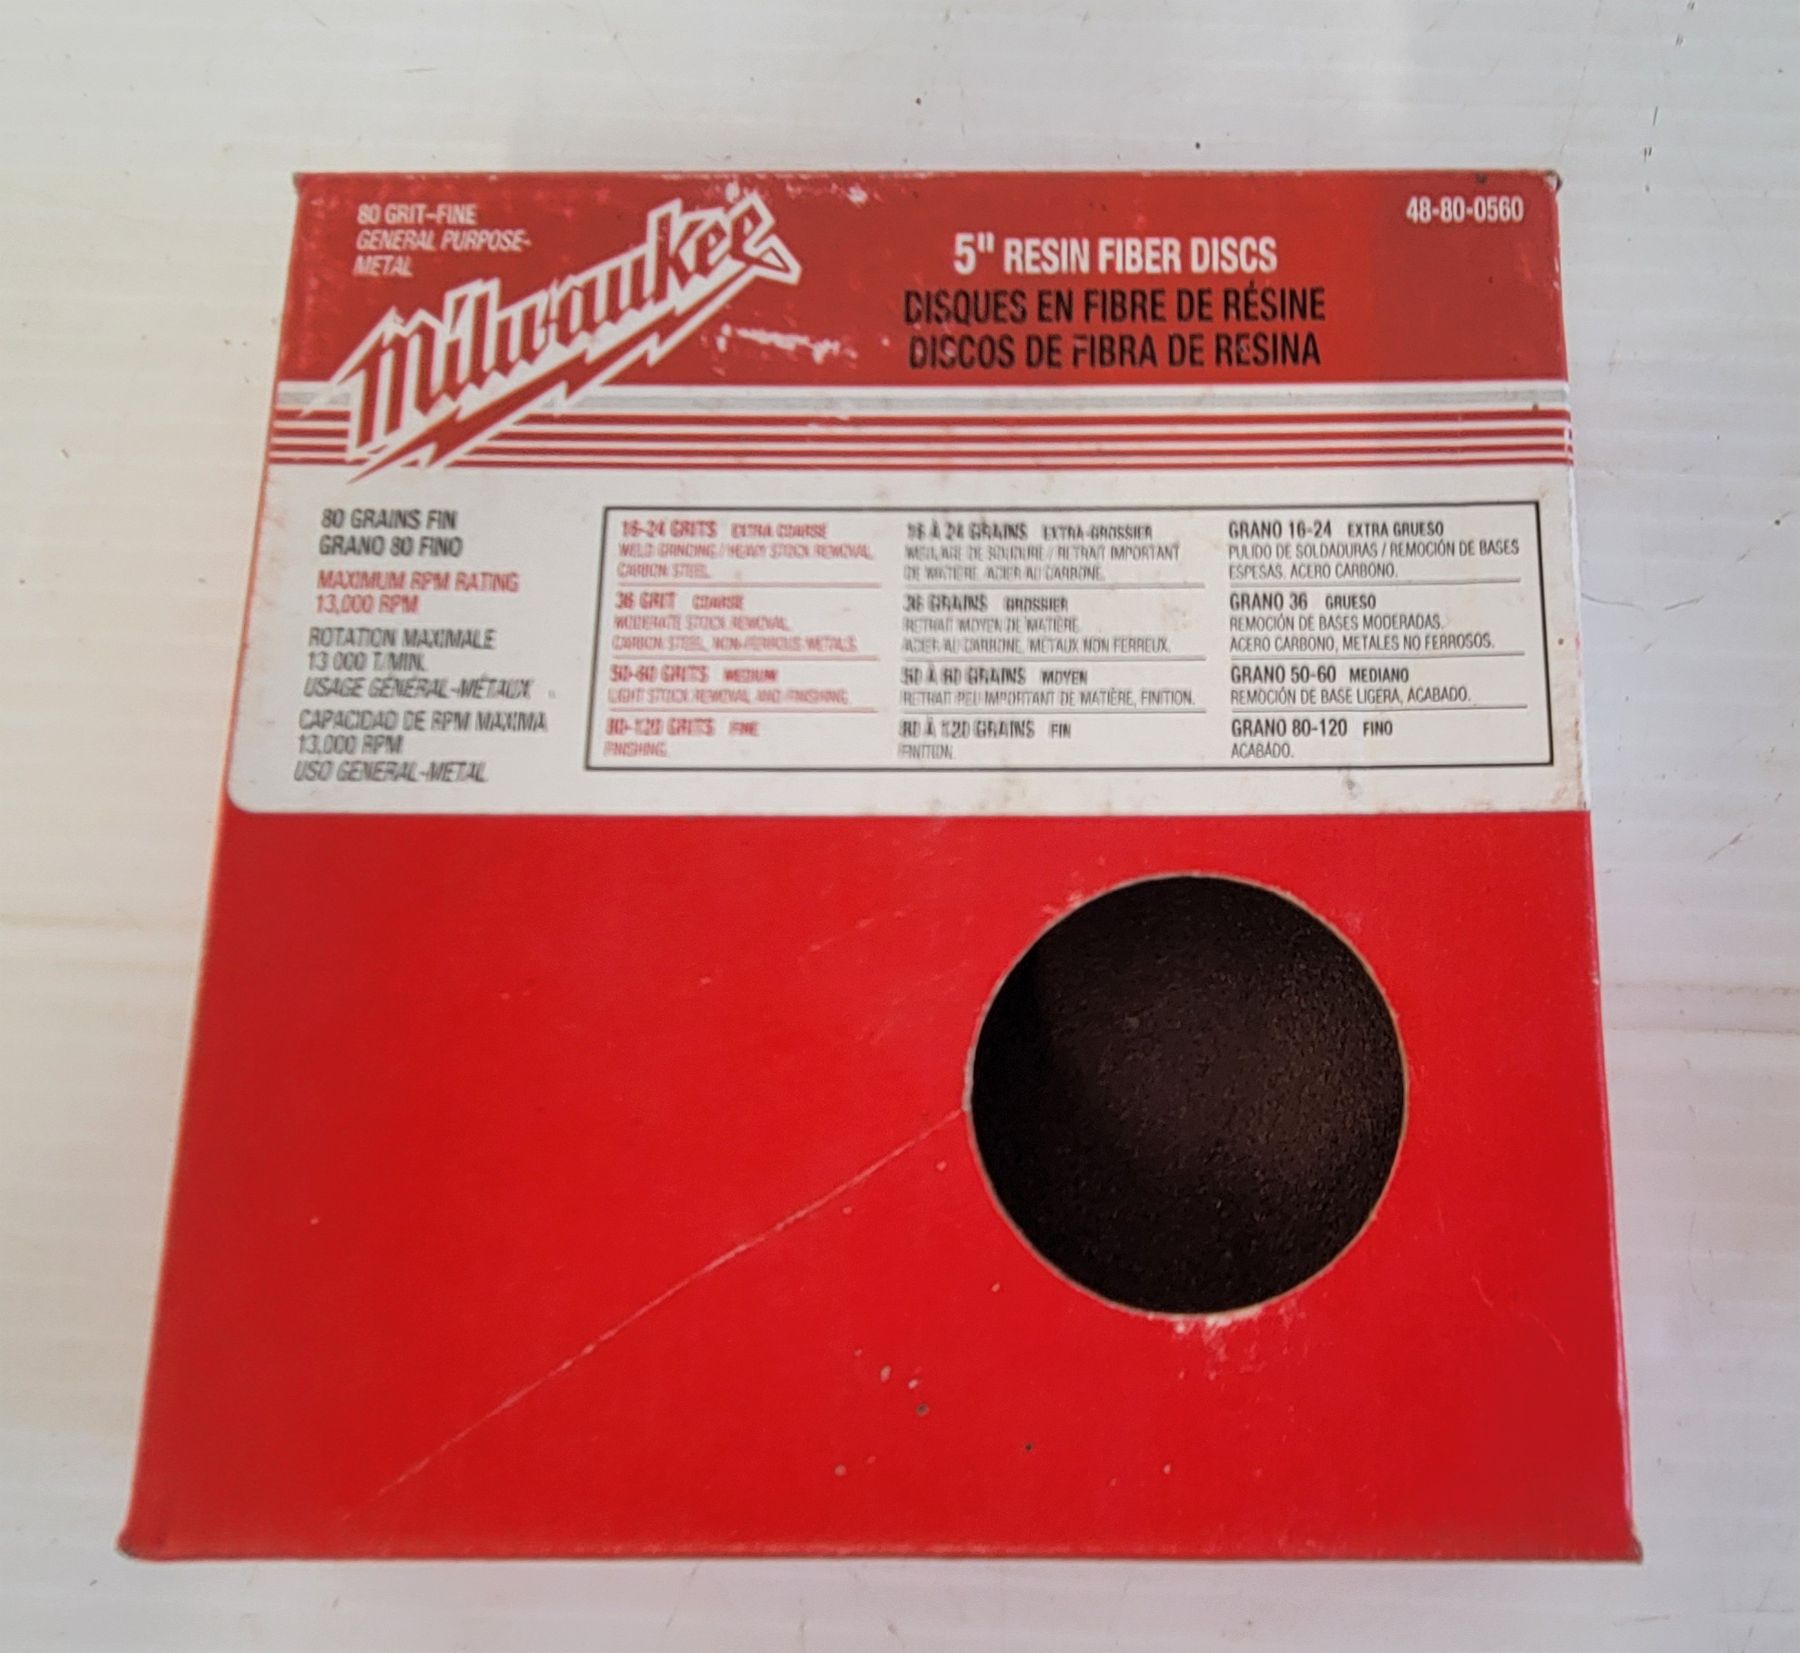 80 GRIT-FINE
GENERAL PURPOSE-
METAL
Milwaukee
48-80-0560
5" RESIN FIBER DISCS
DISQUES EN FIBRE DE RÉSINE
DISCOS DE FIBRA DE RESINA
80 GRAINS FIN
GRANO 80 FINO
MAXIMUM RPM RATING
13,000 RPM
ROTATION MAXIMALE
13 000 T/MIN.
USAGE GÉNÉRAL-MÉTAUX
CAPACIDAD DE RPM MAXIMA
13,000 RPM
USO GENERAL-METAL
16-24 GRITS EXTRA COARSE
WELD GRINDING / HEAVY STOCK REMOVAL,
CARBON STEEL.
36 GRIT COARSE
MODERATE STOCK REMOVAL,
CARBON STEEL, NON-FERROUS METALS.
50-60 GRITS MEDIUM
LIGHT STOCK REMOVAL AND FINISHING.
80-120 GRITS FINE
FINISHING.
16 À 24 GRAINS EXTRA-GROSSIER
MEULAGE DE SOUDURE / RETRAIT IMPORTANT
DE MATIÈRE, ACIER AU CARBONE.
36 GRAINS GROSSIER
RETRAIT MOYEN DE MATIÈRE,
ACIER AU CARBONE, MÉTAUX NON FERREUX.
50 À 60 GRAINS MOYEN
RETRAIT PEU IMPORTANT DE MATIÈRE, FINITION.
80 À 120 GRAINS FIN
FINITION.
GRANO 16-24 EXTRA GRUESO
PULIDO DE SOLDADURAS / REMOCIÓN DE BASES
ESPESAS, ACERO CARBONO.
GRANO 36 GRUESO
REMOCIÓN DE BASES MODERADAS,
ACERO CARBONO, METALES NO FERROSOS.
GRANO 50-60 MEDIANO
REMOCIÓN DE BASE LIGERA, ACABADO.
GRANO 80-120 FINO
ACABADO.